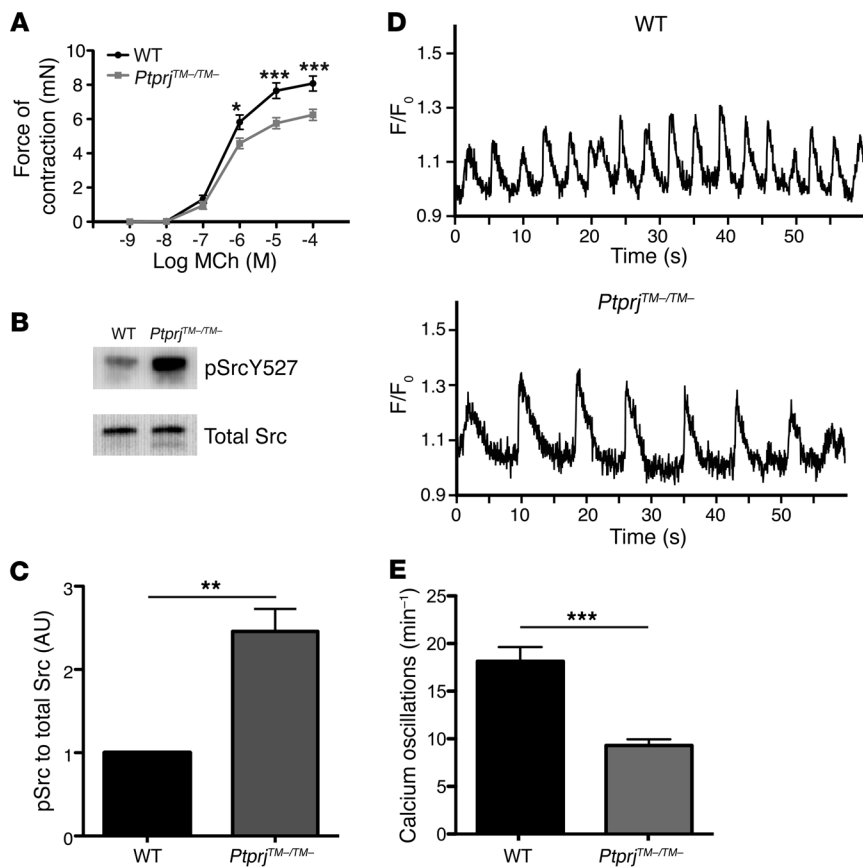 A
WT
Ptprj^TM–/TM–
Force of
contraction (mN)
10
8
6
4
2
0
*
***
***
-9 -8 -7 -6 -5 -4
Log MCh (M)
B
WT Ptprj^TM–/TM–
pSrcY527
Total Src
C
pSrc to total Src (AU)
3
2
1
0
**
WT Ptprj^TM–/TM–
D
WT
F/F0
1.5
1.3
1.1
0.9
0 10 20 30 40 50
Time (s)
Ptprj^TM–/TM–
F/F0
1.5
1.3
1.1
0.9
0 10 20 30 40 50
Time (s)
E
Calcium oscillations (min–1)
25
20
15
10
5
0
***
WT Ptprj^TM–/TM–